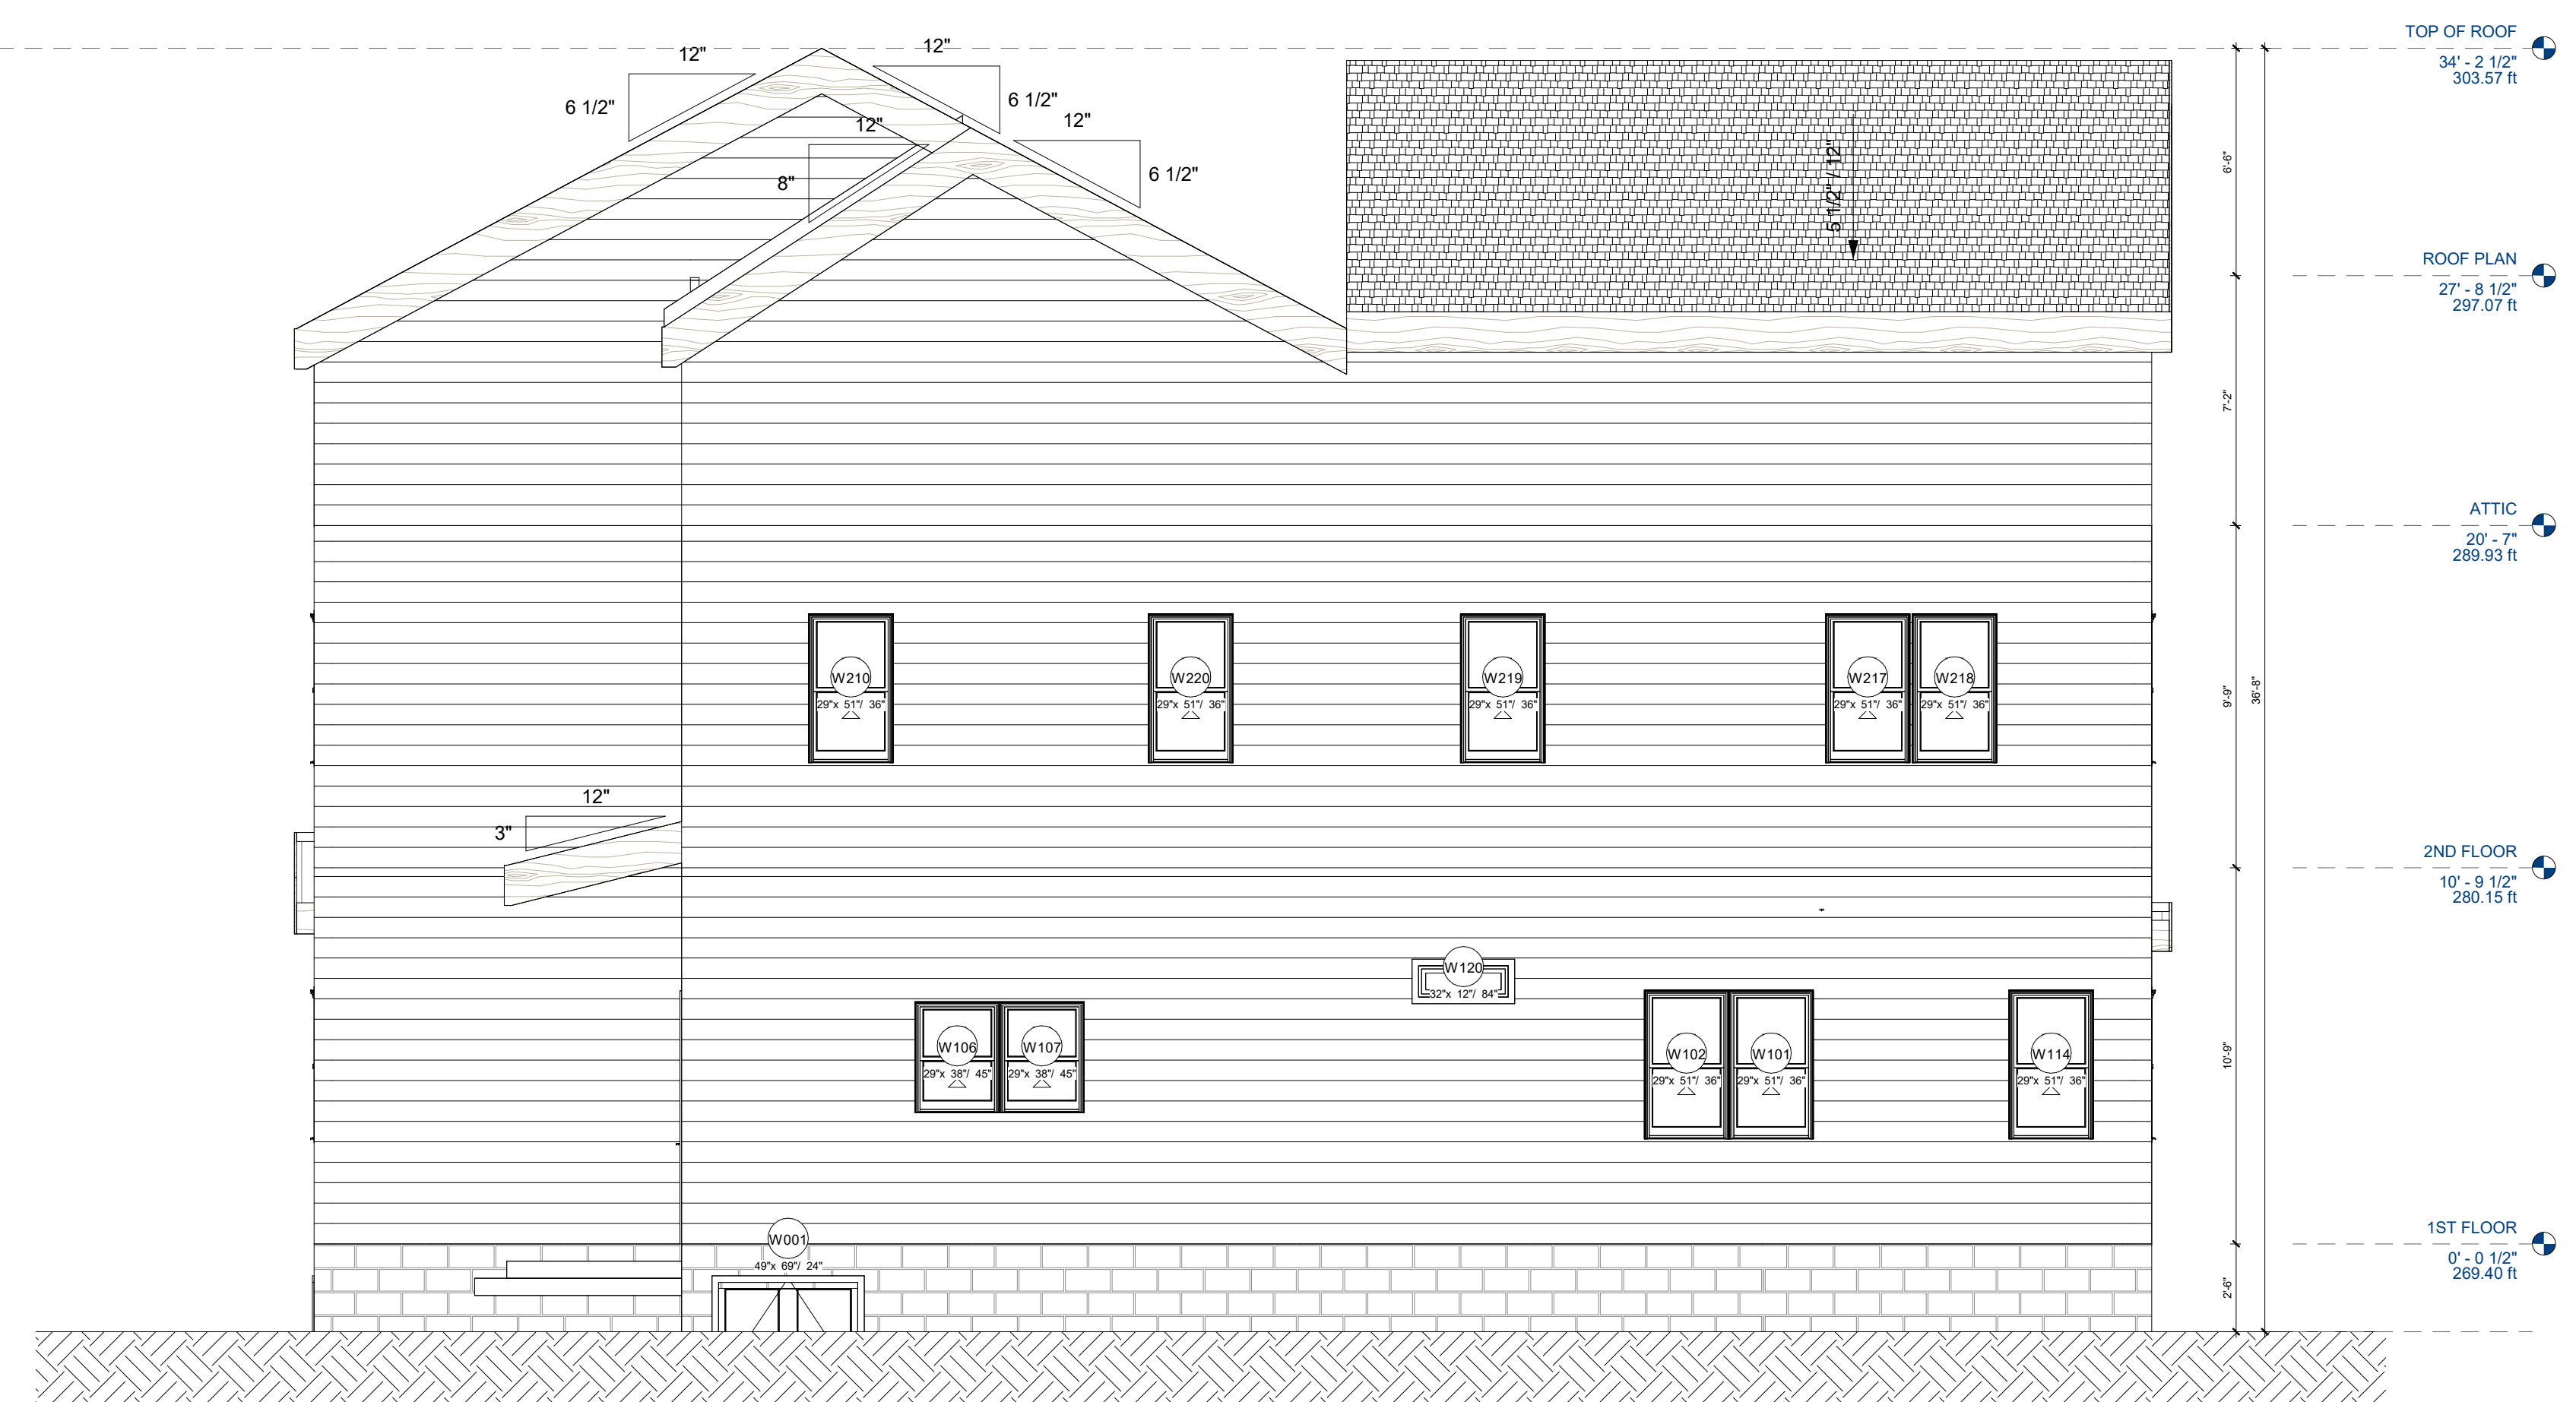 TOP OF ROOF
34' - 2 1/2"
303.57 ft
12"
12"
6 1/2"
6 1/2"
12"
12"
6 1/2"
8"
5 1/2" / 12"
6'-6"
ROOF PLAN
27' - 8 1/2"
297.07 ft
7'-2"
ATTIC
20' - 7"
289.93 ft
W210
29"x 51"/ 36"
W220
29"x 51"/ 36"
W219
29"x 51"/ 36"
W217
29"x 51"/ 36"
W218
29"x 51"/ 36"
9'-9"
36'-8"
12"
3"
2ND FLOOR
10' - 9 1/2"
280.15 ft
W120
32"x 12"/ 84"
W106
29"x 38"/ 45"
W107
29"x 38"/ 45"
W102
29"x 51"/ 36"
W101
29"x 51"/ 36"
W114
29"x 51"/ 36"
10'-9"
W001
49"x 69"/ 24"
1ST FLOOR
0' - 0 1/2"
269.40 ft
2'-6"